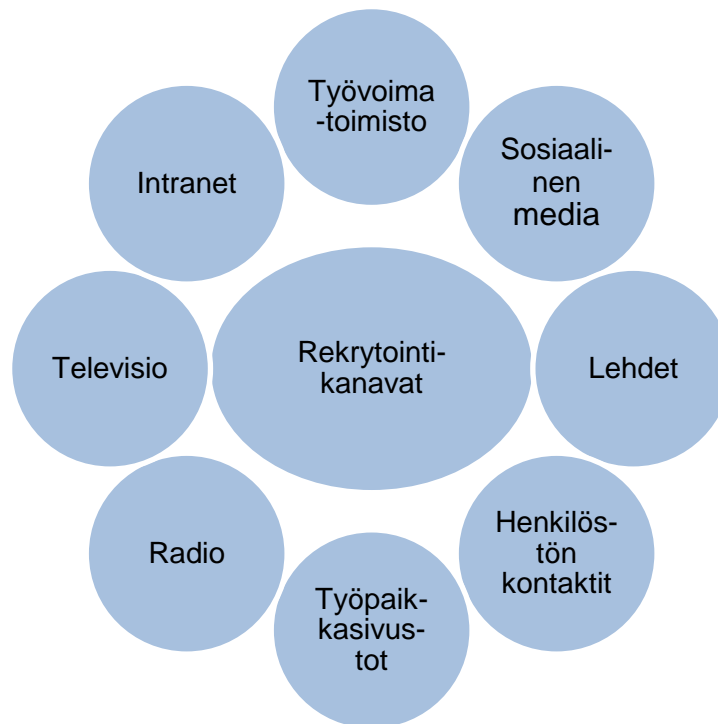 Työvoima
-toimisto
Sosiaali-
nen
media
Lehdet
Henkilös-
tön
kontaktit
Työpaik-
kasivus-
tot
Radio
Televisio
Intranet
Rekrytointi-
kanavat